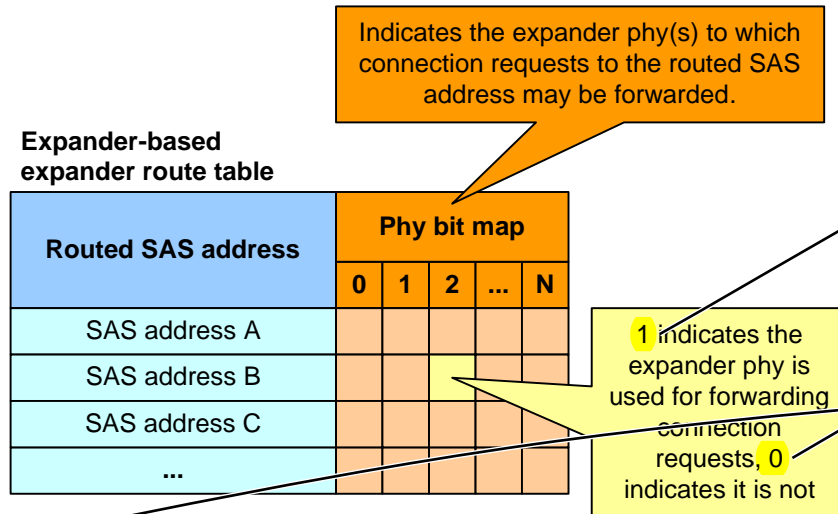 Indicates the expander phy(s) to which
connection requests to the routed SAS
address may be forwarded.
Expander-based
expander route table
Routed SAS address
Phy bit map
0 1 2 ... N
SAS address A
SAS address B
SAS address C
...
1 indicates the
expander phy is
used for forwarding
connection
requests, 0
indicates it is not